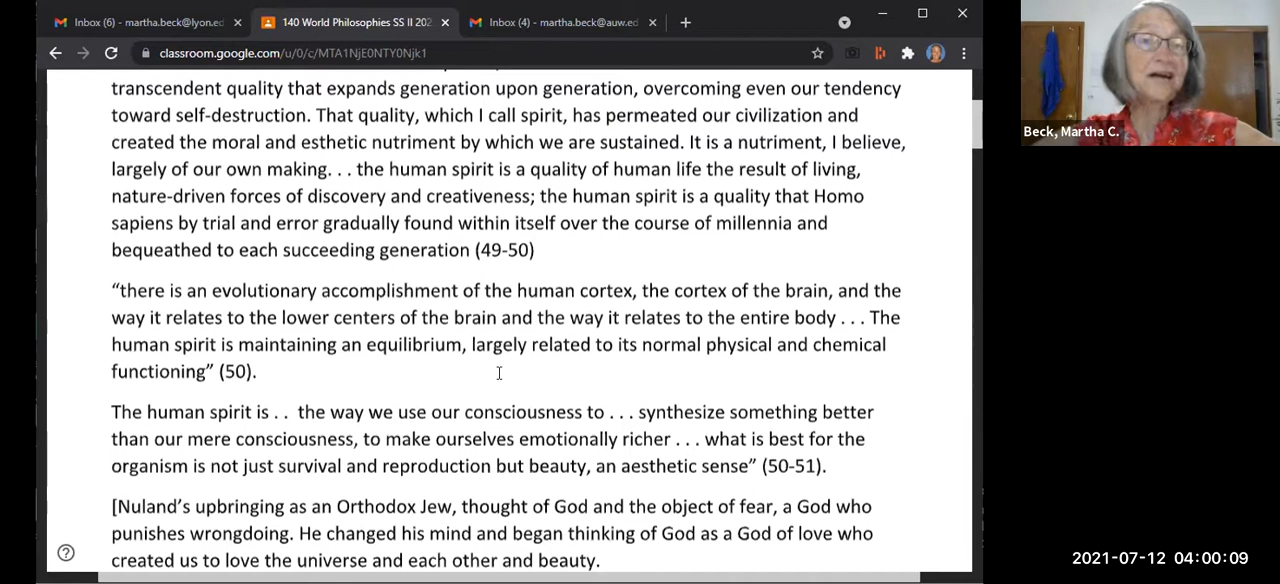 Inbox (6) - martha.beck@lyon.ed
140 World Philosophies SS II 202
Inbox (4) - martha.beck@auw.ed
classroom.google.com/u/0/c/MTA1NjE0NTY0Njk1
transcendent quality that expands generation upon generation, overcoming even our tendency
toward self-destruction. That quality, which I call spirit, has permeated our civilization and
created the moral and esthetic nutriment by which we are sustained. It is a nutriment, I believe,
largely of our own making. . . the human spirit is a quality of human life the result of living,
nature-driven forces of discovery and creativeness; the human spirit is a quality that Homo
sapiens by trial and error gradually found within itself over the course of millennia and
bequeathed to each succeeding generation (49-50)
“there is an evolutionary accomplishment of the human cortex, the cortex of the brain, and the
way it relates to the lower centers of the brain and the way it relates to the entire body . . . The
human spirit is maintaining an equilibrium, largely related to its normal physical and chemical
functioning” (50).
The human spirit is . . the way we use our consciousness to . . . synthesize something better
than our mere consciousness, to make ourselves emotionally richer . . . what is best for the
organism is not just survival and reproduction but beauty, an aesthetic sense” (50-51).
[Nuland’s upbringing as an Orthodox Jew, thought of God and the object of fear, a God who
punishes wrongdoing. He changed his mind and began thinking of God as a God of love who
created us to love the universe and each other and beauty.
Beck, Martha C.
2021-07-12 04:00:09